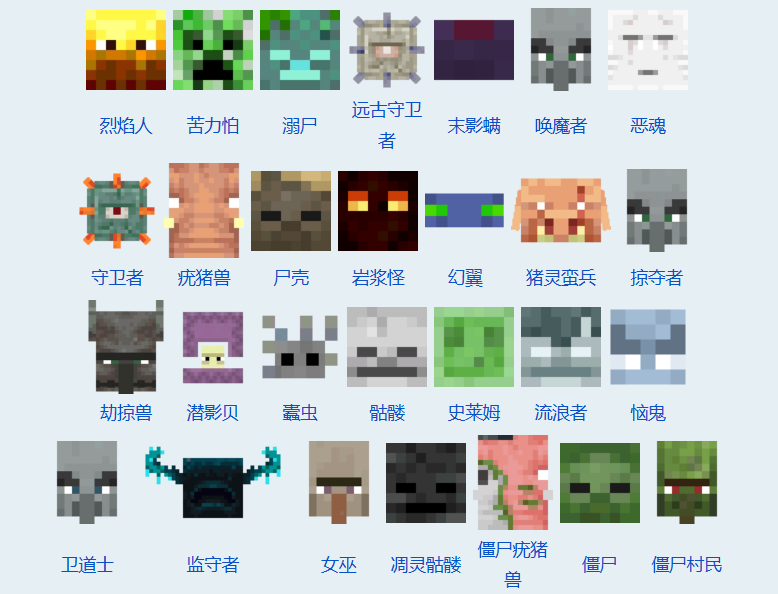 烈焰人 苦力怕 溺尸 远古守卫者 末影螨 唤魔者 恶魂
守卫者 疣猪兽 尸壳 岩浆怪 幻翼 猪灵蛮兵 掠夺者
劫掠兽 潜影贝 蠹虫 骷髅 史莱姆 流浪者 恼鬼
卫道士 监守者 女巫 凋灵骷髅 僵尸疣猪兽 僵尸 僵尸村民